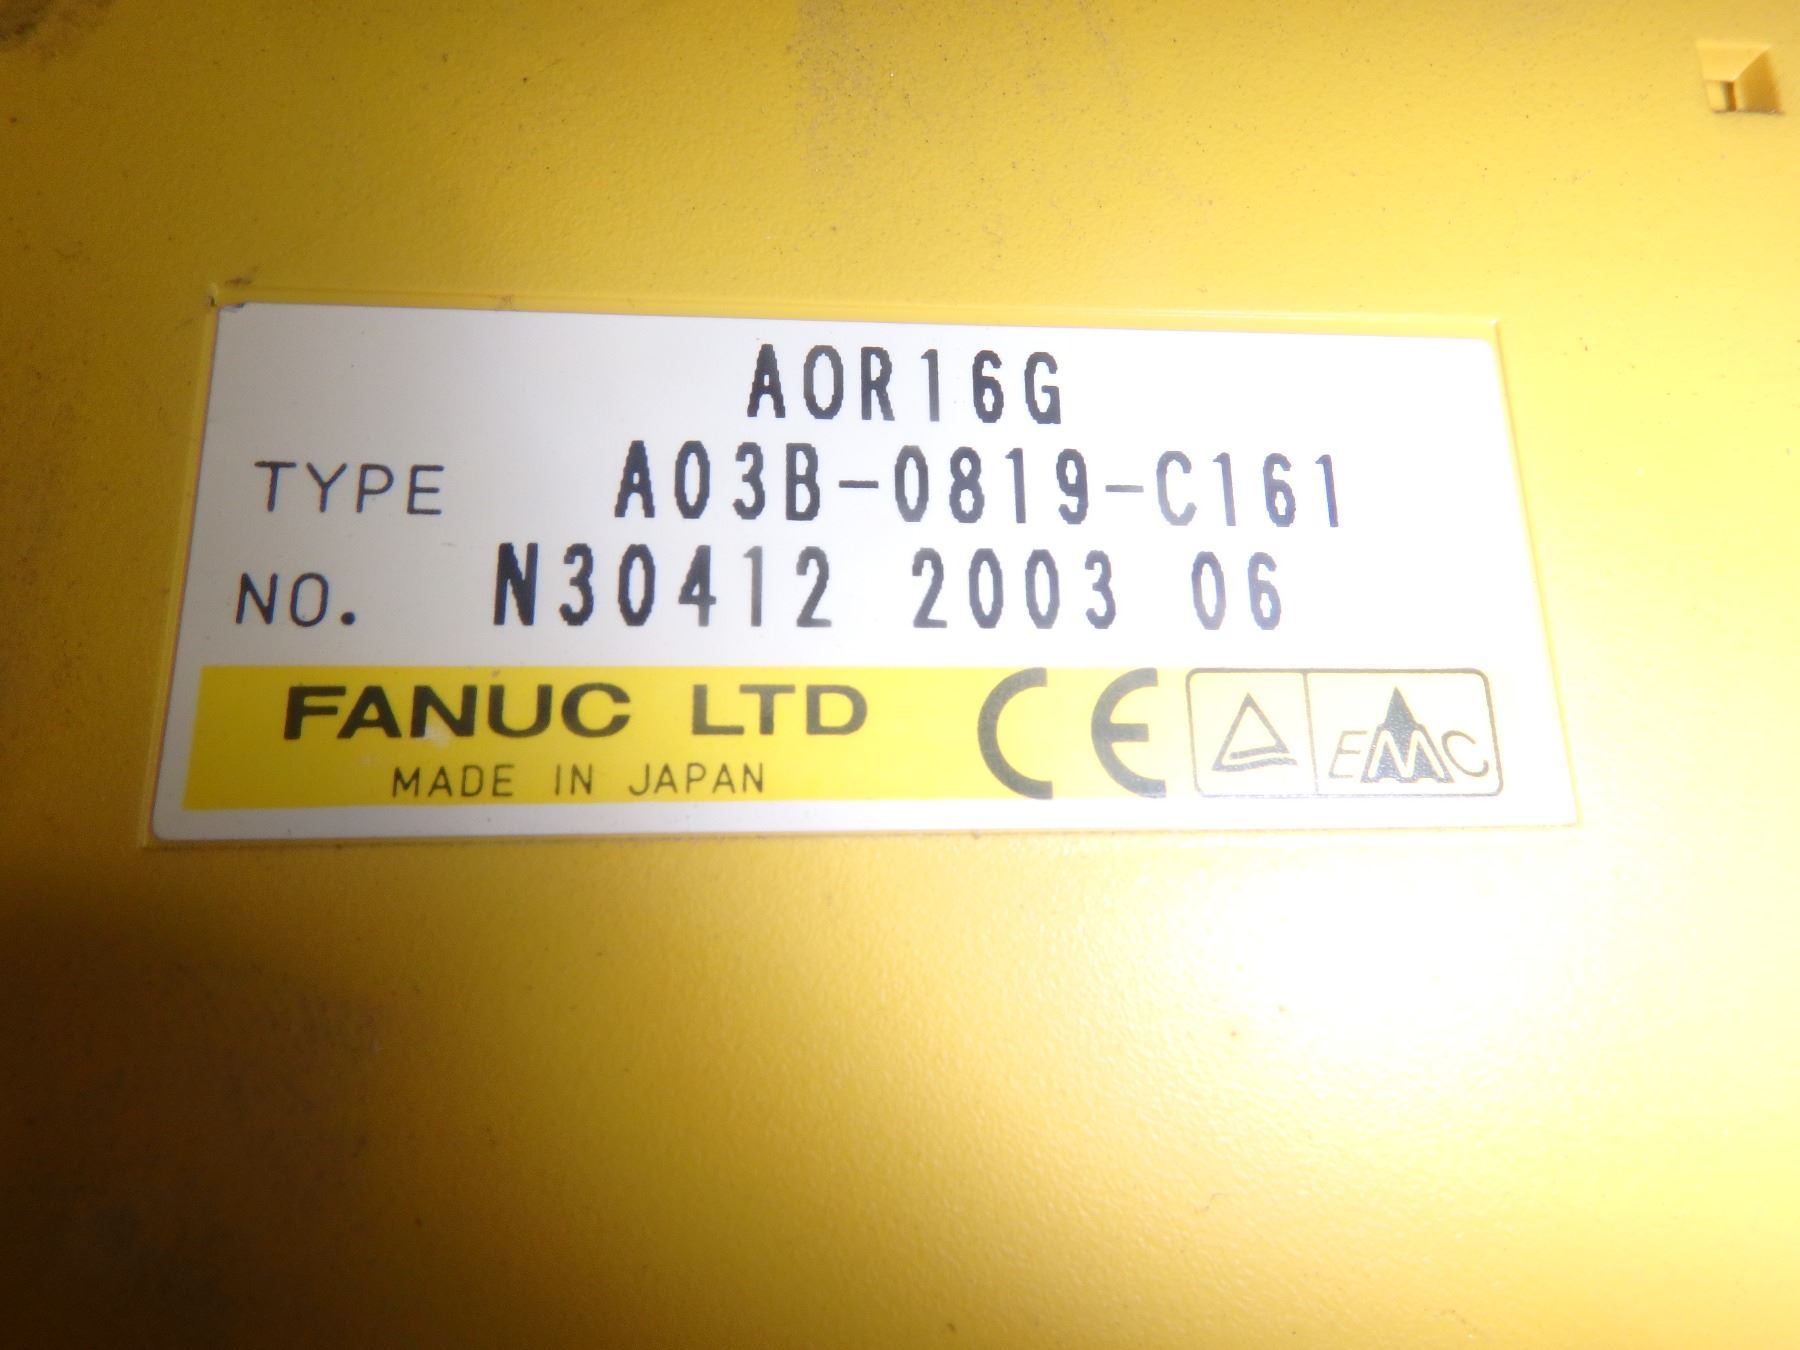 AOR16G
TYPE A03B-0819-C161
NO. N30412 2003 06
FANUC LTD CE EMC
MADE IN JAPAN